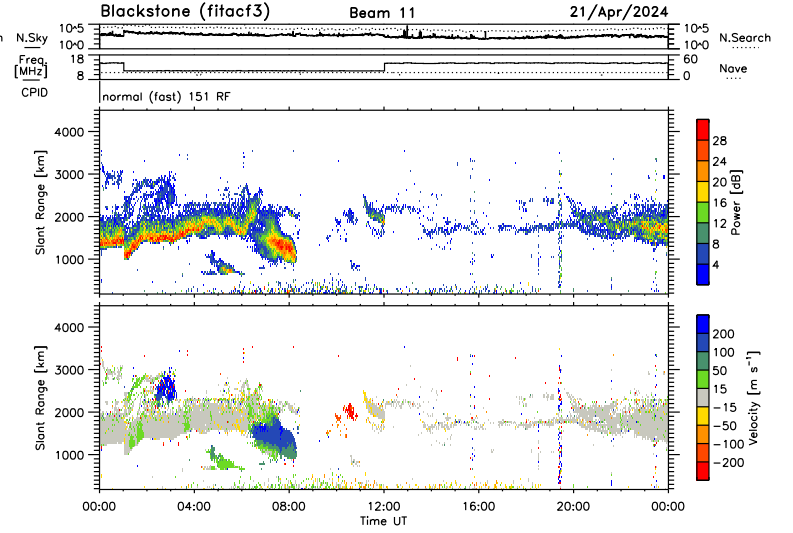 Blackstone (fitacf3) Beam 11 21/Apr/2024
n N.Sky 10^5 10^0 10^5 10^0 N.Search
Freq. [MHz] 18 8 60 0 Nave
CPID normal (fast) 151 RF
Slant Range [km]
4000
3000
2000
1000
28
24
20
16
12
8
4
Power [dB]
Slant Range [km]
4000
3000
2000
1000
200
100
50
15
−15
−50
−100
−200
Velocity [m s⁻¹]
00:00 04:00 08:00 12:00 16:00 20:00 00:00
Time UT